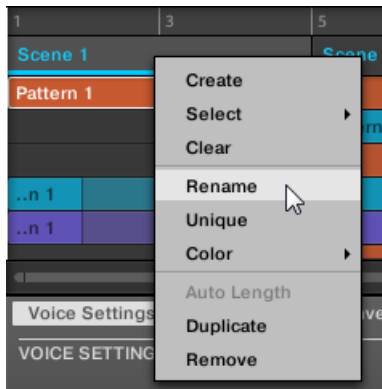 1 3 5
Scene 1 Scene
Pattern 1
Create
Select
Clear
Rename
..n 1
Unique
..n 1
Color
Auto Length
Voice Settings
Duplicate
VOICE SETTING
Remove